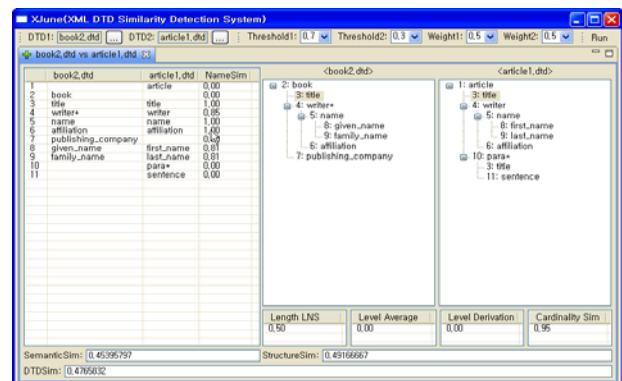 XJune(XML DTD Similarity Detection System)
DTD1: book2,dtd ... DTD2: article1,dtd ... Threshold1: 0,7 Threshold2: 0,3 Weight1: 0,5 Weight2: 0,5 Run
book2,dtd vs article1,dtd
book2,dtd article1,dtd NameSim
1 article 0,00
2 book 0,00
3 title title 1,00
4 writer+ writer 0,85
5 name name 1,00
6 affiliation affiliation 1,00
7 publishing_company
8 given_name first_name 0,81
9 family_name last_name 0,81
10 para+ 0,00
11 sentence 0,00
<book2,dtd>
2: book
3: title
4: writer+
5: name
8: given_name
9: family_name
6: affiliation
7: publishing_company
<article1,dtd>
1: article
3: title
4: writer
5: name
8: first_name
9: last_name
6: affiliation
10: para+
3: title
11: sentence
Length LNS Level Average Level Derivation Cardinality Sim
0,50 0,00 0,00 0,95
SemanticSim: 0,45395797 StructureSim: 0,49166667
DTDSim: 0,4765832